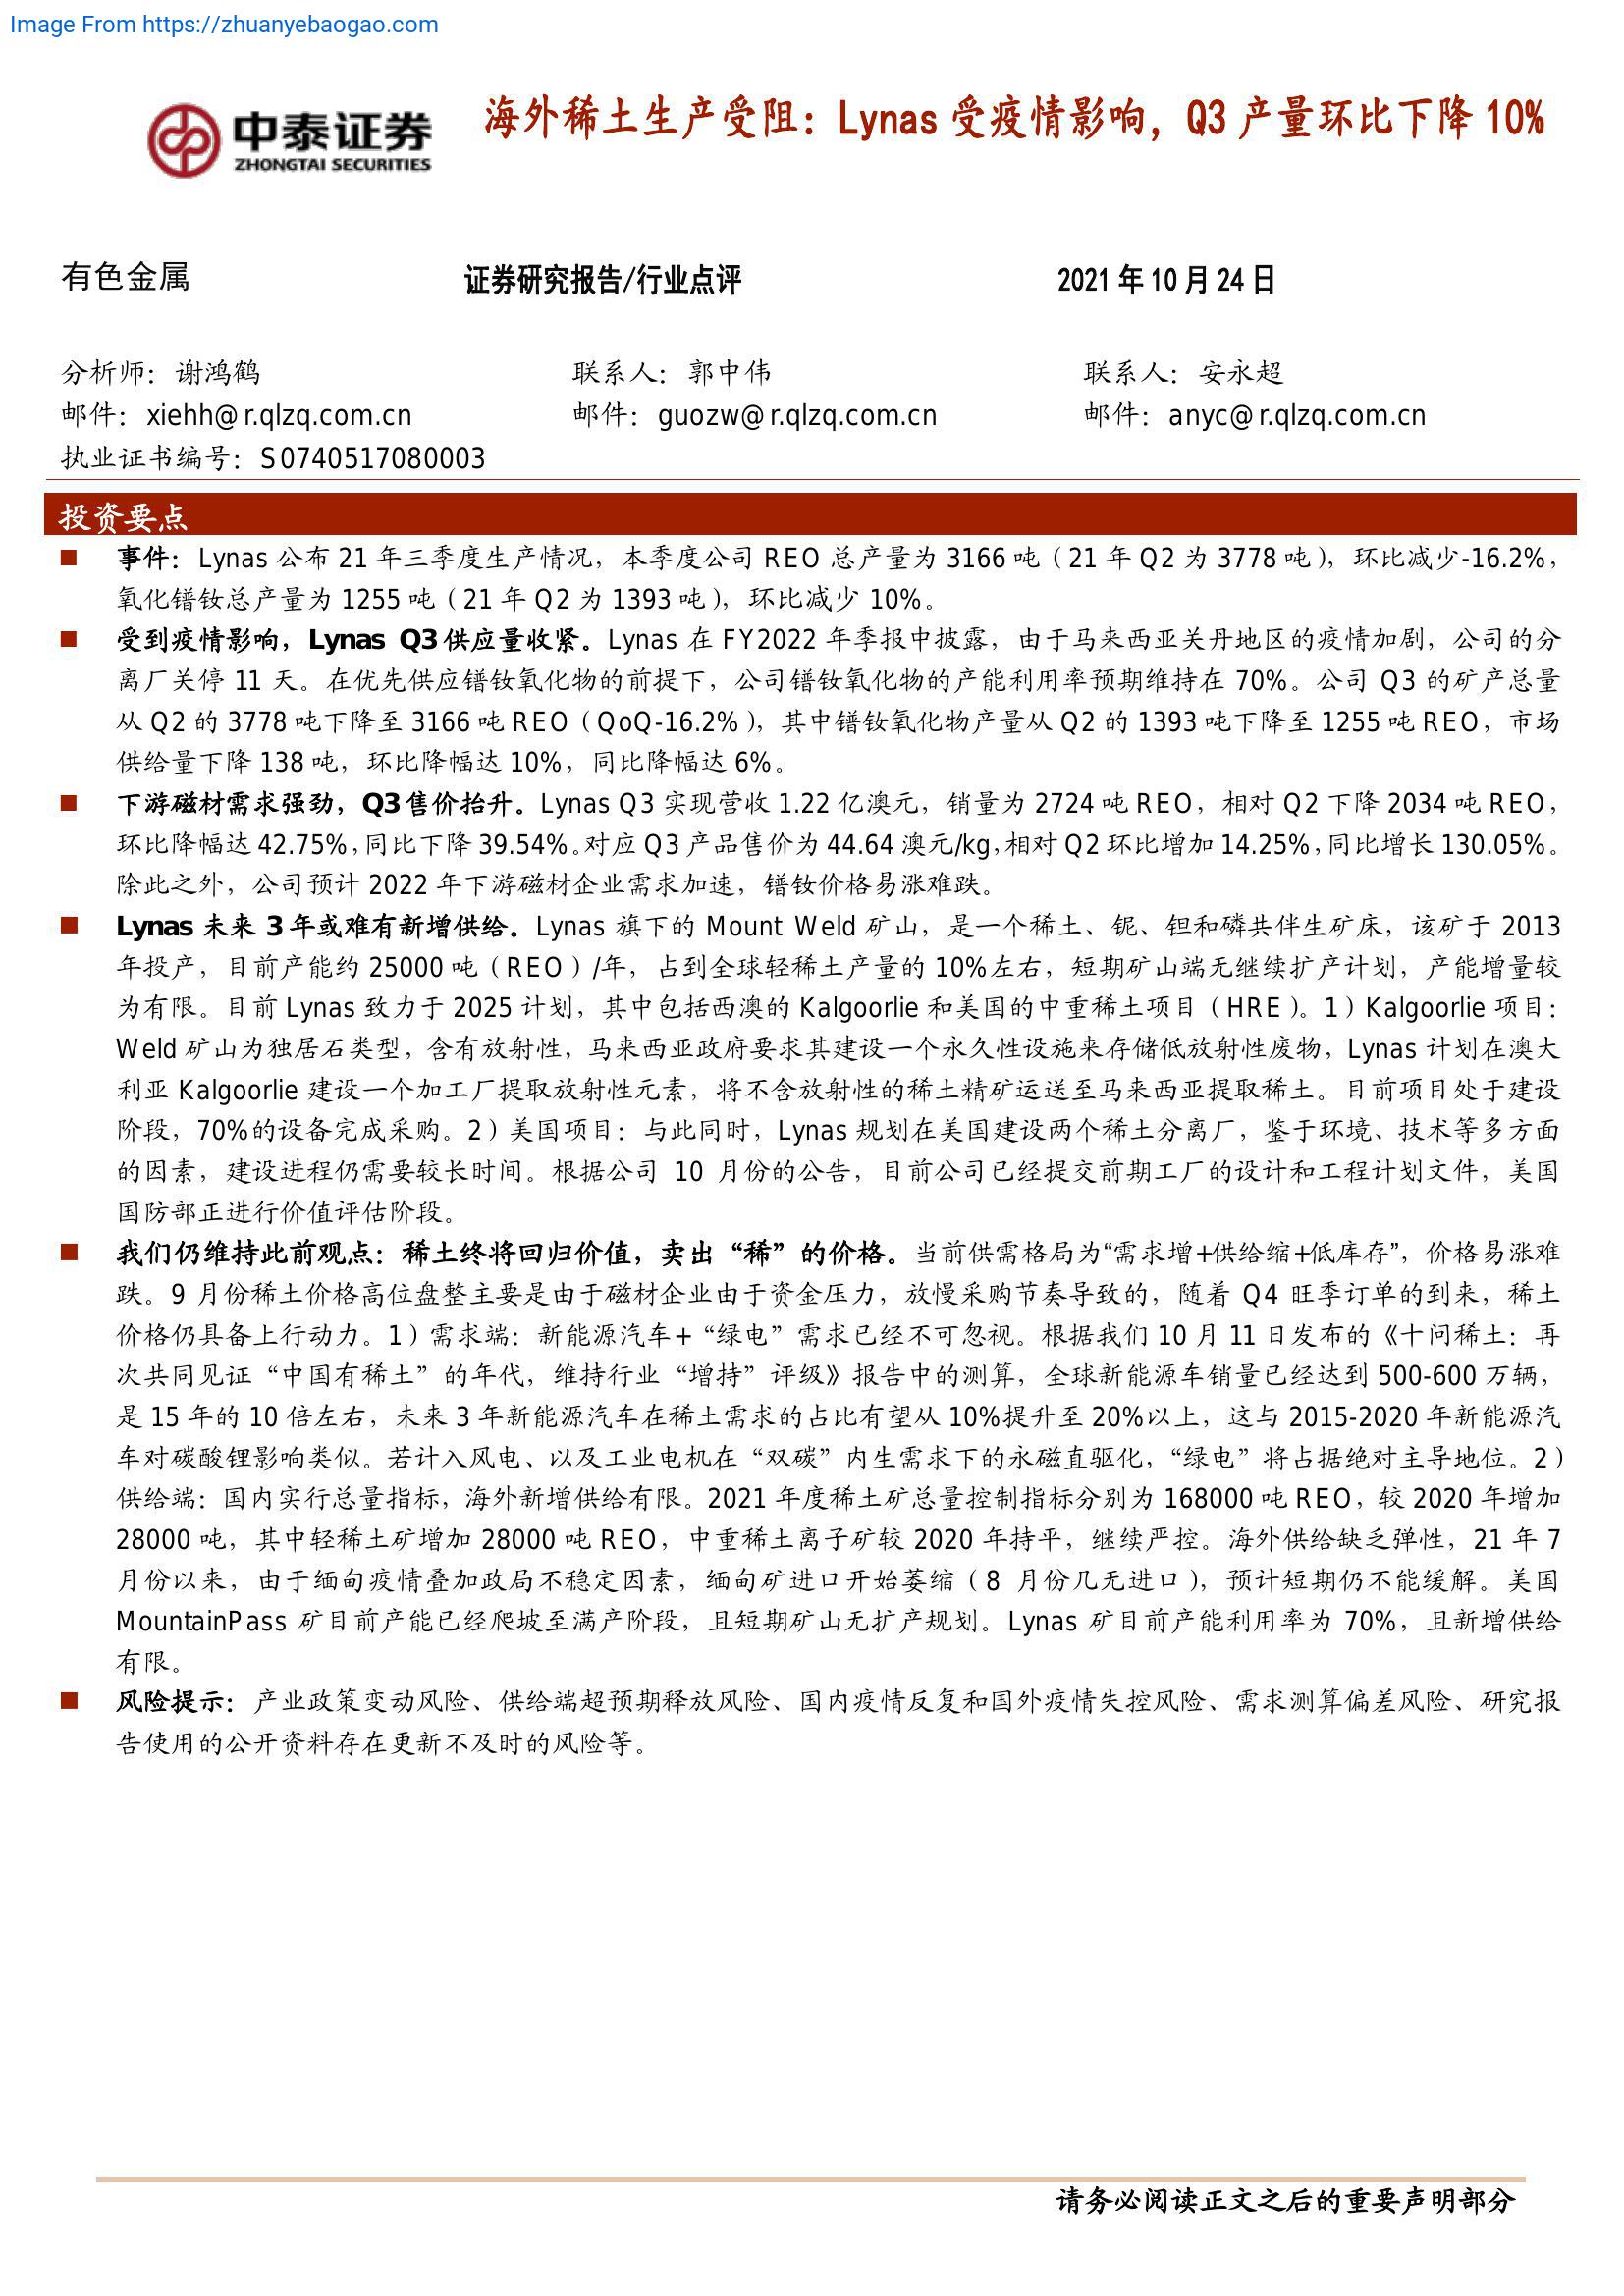 Image From https://zhuanyebaogao.com
中泰证券
ZHONGTAI SECURITIES
海外稀土生产受阻：Lynas 受疫情影响，Q3 产量环比下降 10%
有色金属
证券研究报告/行业点评
2021 年 10 月 24 日
分析师：谢鸿鹤
联系人：郭中伟
联系人：安永超
邮件：xiehh@r.qlzq.com.cn
邮件：guozw@r.qlzq.com.cn
邮件：anyc@r.qlzq.com.cn
执业证书编号：S0740517080003
投资要点
事件：Lynas 公布 21 年三季度生产情况，本季度公司 REO 总产量为 3166 吨（21 年 Q2 为 3778 吨），环比减少-16.2%，
氧化镨钕总产量为 1255 吨（21 年 Q2 为 1393 吨），环比减少 10%。
受到疫情影响，Lynas Q3 供应量收紧。Lynas 在 FY2022 年季报中披露，由于马来西亚关丹地区的疫情加剧，公司的分
离厂关停 11 天。在优先供应镨钕氧化物的前提下，公司镨钕氧化物的产能利用率预期维持在 70%。公司 Q3 的矿产总量
从 Q2 的 3778 吨下降至 3166 吨 REO（QoQ-16.2%），其中镨钕氧化物产量从 Q2 的 1393 吨下降至 1255 吨 REO，市场
供给量下降 138 吨，环比降幅达 10%，同比降幅达 6%。
下游磁材需求强劲，Q3 售价抬升。Lynas Q3 实现营收 1.22 亿澳元，销量为 2724 吨 REO，相对 Q2 下降 2034 吨 REO，
环比降幅达 42.75%，同比下降 39.54%。对应 Q3 产品售价为 44.64 澳元/kg，相对 Q2 环比增加 14.25%，同比增长 130.05%。
除此之外，公司预计 2022 年下游磁材企业需求加速，镨钕价格易涨难跌。
Lynas 未来 3 年或难有新增供给。Lynas 旗下的 Mount Weld 矿山，是一个稀土、铌、钽和磷共伴生矿床，该矿于 2013
年投产，目前产能约 25000 吨（REO）/年，占到全球轻稀土产量的 10%左右，短期矿山端无继续扩产计划，产能增量较
为有限。目前 Lynas 致力于 2025 计划，其中包括西澳的 Kalgoorlie 和美国的中重稀土项目（HRE）。1）Kalgoorlie 项目：
Weld 矿山为独居石类型，含有放射性，马来西亚政府要求其建设一个永久性设施来存储低放射性废物，Lynas 计划在澳大
利亚 Kalgoorlie 建设一个加工厂提取放射性元素，将不含放射性的稀土精矿运送至马来西亚提取稀土。目前项目处于建设
阶段，70%的设备完成采购。2）美国项目：与此同时，Lynas 规划在美国建设两个稀土分离厂，鉴于环境、技术等多方面
的因素，建设进程仍需要较长时间。根据公司 10 月份的公告，目前公司已经提交前期工厂的设计和工程计划文件，美国
国防部正进行价值评估阶段。
我们仍维持此前观点：稀土终将回归价值，卖出“稀”的价格。当前供需格局为“需求增+供给缩+低库存”，价格易涨难
跌。9 月份稀土价格高位盘整主要是由于磁材企业由于资金压力，放慢采购节奏导致的，随着 Q4 旺季订单的到来，稀土
价格仍具备上行动力。1）需求端：新能源汽车+“绿电”需求已经不可忽视。根据我们 10 月 11 日发布的《十问稀土：再
次共同见证“中国有稀土”的年代，维持行业“增持”评级》报告中的测算，全球新能源车销量已经达到 500-600 万辆，
是 15 年的 10 倍左右，未来 3 年新能源汽车在稀土需求的占比有望从 10%提升至 20%以上，这与 2015-2020 年新能源汽
车对碳酸锂影响类似。若计入风电、以及工业电机在“双碳”内生需求下的永磁直驱化，“绿电”将占据绝对主导地位。2）
供给端：国内实行总量指标，海外新增供给有限。2021 年度稀土矿总量控制指标分别为 168000 吨 REO，较 2020 年增加
28000 吨，其中轻稀土矿增加 28000 吨 REO，中重稀土离子矿较 2020 年持平，继续严控。海外供给缺乏弹性，21 年 7
月份以来，由于缅甸疫情叠加政局不稳定因素，缅甸矿进口开始萎缩（8 月份几无进口），预计短期仍不能缓解。美国
MountainPass 矿目前产能已经爬坡至满产阶段，且短期矿山无扩产规划。Lynas 矿目前产能利用率为 70%，且新增供给
有限。
风险提示：产业政策变动风险、供给端超预期释放风险、国内疫情反复和国外疫情失控风险、需求测算偏差风险、研究报
告使用的公开资料存在更新不及时的风险等。
请务必阅读正文之后的重要声明部分